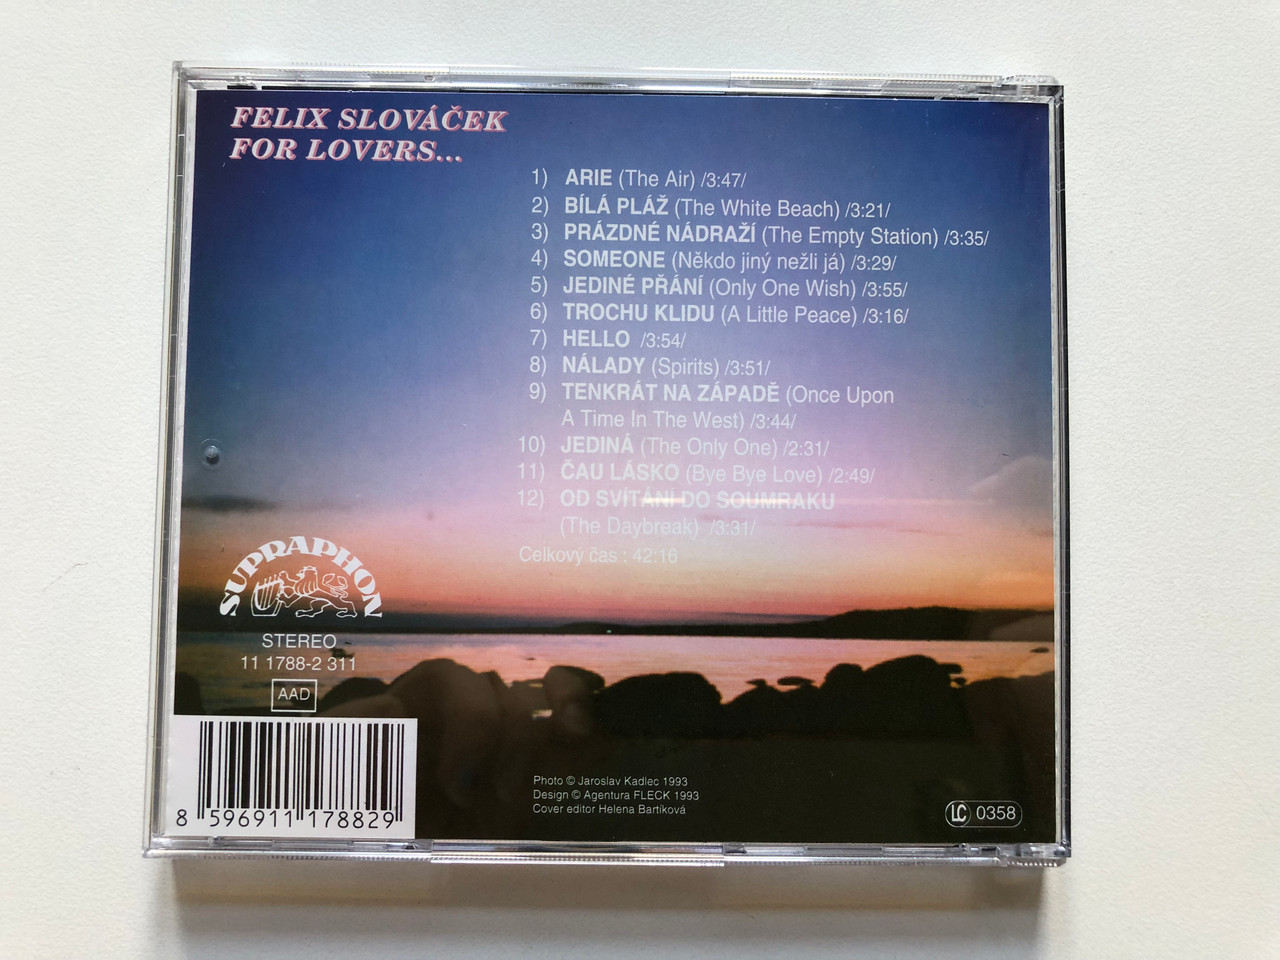 FELIX SLOVÁČEK
FOR LOVERS...
1) ARIE (The Air) /3:47/
2) BÍLÁ PLÁŽ (The White Beach) /3:21/
3) PRÁZDNÉ NÁDRAŽÍ (The Empty Station) /3:35/
4) SOMEONE (Někdo jiný nežli já) /3:29/
5) JEDINÉ PŘÁNÍ (Only One Wish) /3:55/
6) TROCHU KLIDU (A Little Peace) /3:16/
7) HELLO /3:54/
8) NÁLADY (Spirits) /3:51/
9) TENKRÁT NA ZÁPADĚ (Once Upon
A Time In The West) /3:44/
10) JEDINÁ (The Only One) /2:31/
11) ČAU LÁSKO (Bye Bye Love) /2:49/
12) OD SVÍTÁNÍ DO SOUMRAKU
(The Daybreak) /3:31/
Celkový čas : 42:16
SUPRAPHON
STEREO
11 1788-2 311
AAD
8 596911 178829
Photo © Jaroslav Kadlec 1993
Design © Agentura FLECK 1993
Cover editor Helena Bartíková
LC 0358